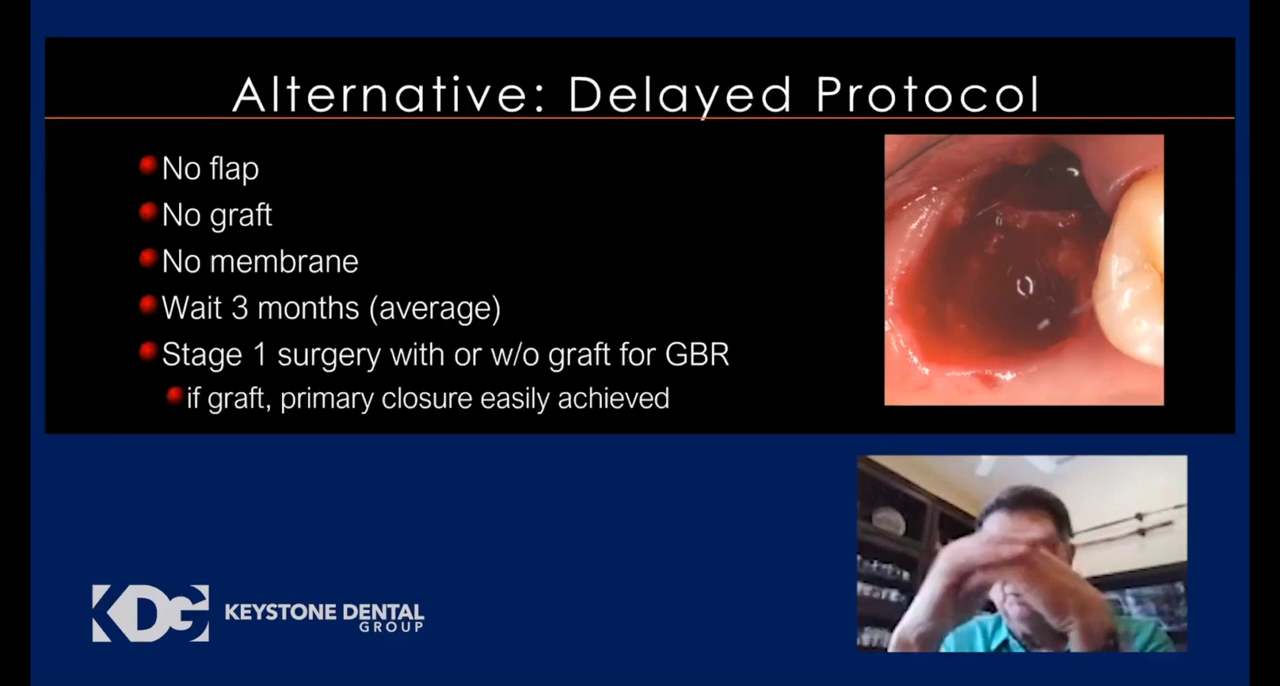 Alternative: Delayed Protocol
No flap
No graft
No membrane
Wait 3 months (average)
Stage 1 surgery with or w/o graft for GBR
if graft, primary closure easily achieved
KDG KEYSTONE DENTAL
GROUP